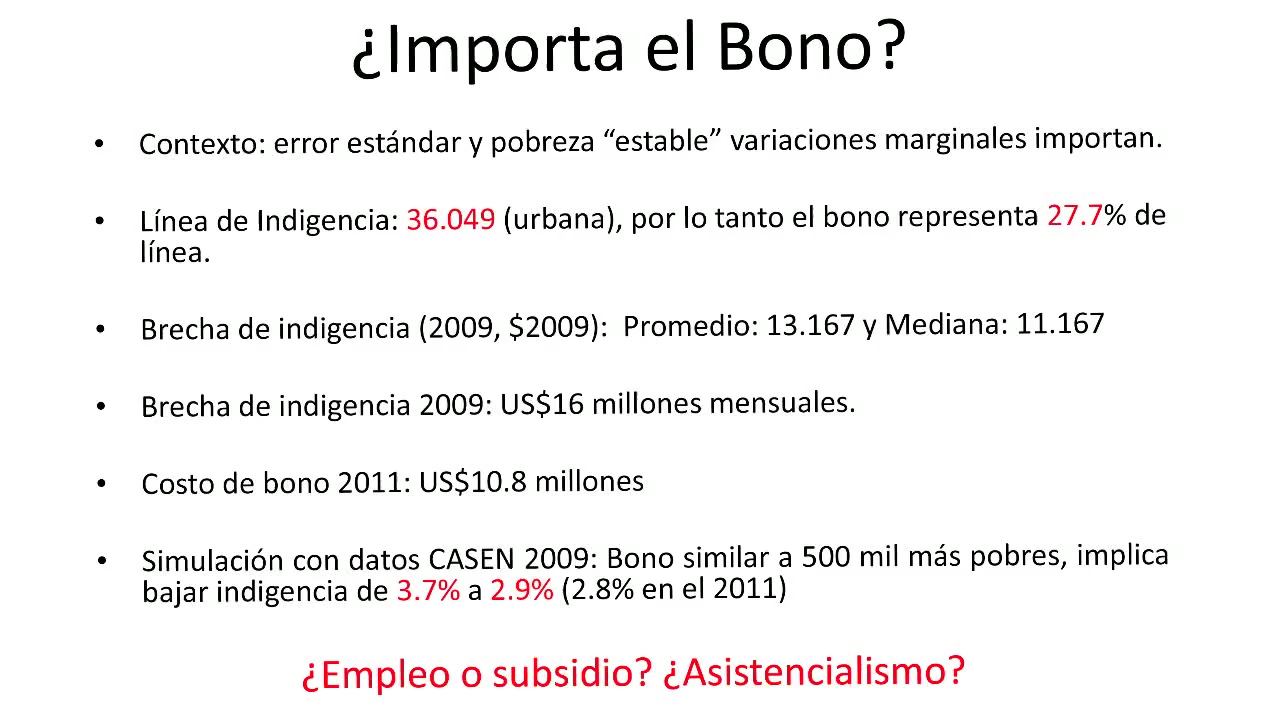 ¿Importa el Bono?
• Contexto: error estándar y pobreza “estable” variaciones marginales importan.
• Línea de Indigencia: 36.049 (urbana), por lo tanto el bono representa 27.7% de
línea.
• Brecha de indigencia (2009, $2009): Promedio: 13.167 y Mediana: 11.167
• Brecha de indigencia 2009: US$16 millones mensuales.
• Costo de bono 2011: US$10.8 millones
• Simulación con datos CASEN 2009: Bono similar a 500 mil más pobres, implica
bajar indigencia de 3.7% a 2.9% (2.8% en el 2011)
¿Empleo o subsidio? ¿Asistencialismo?